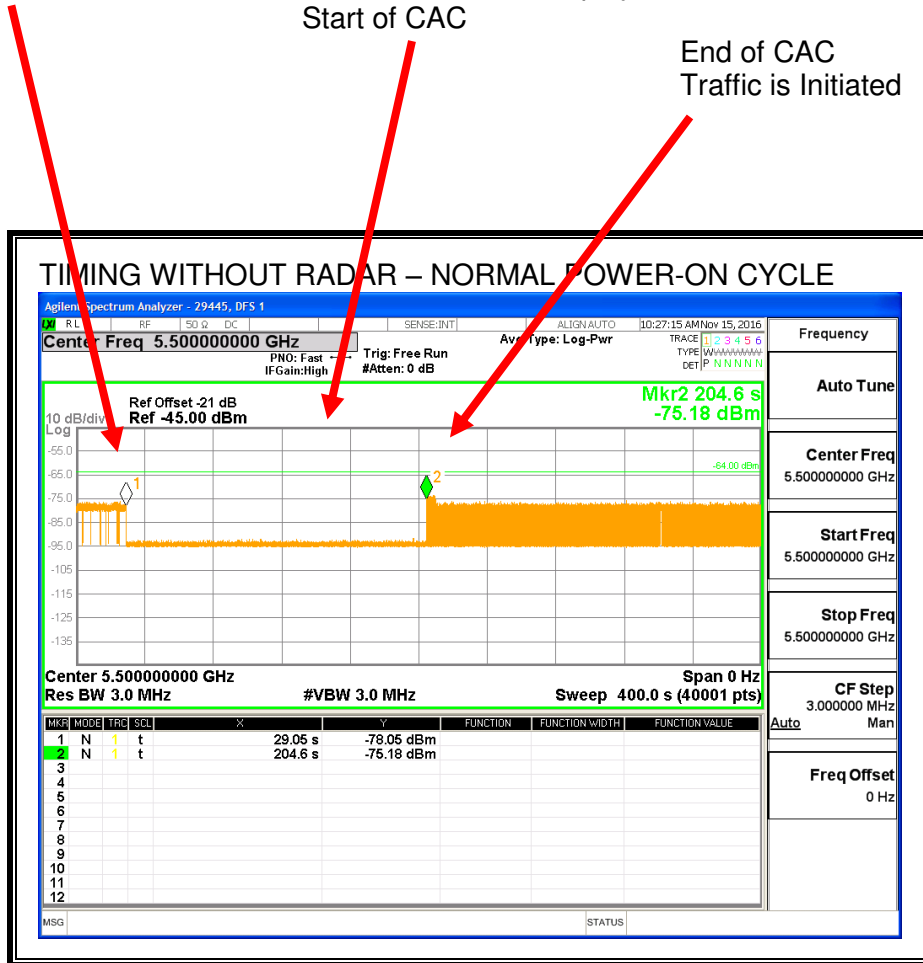 Start of CAC
End of CAC
Traffic is Initiated
TIMING WITHOUT RADAR – NORMAL POWER-ON CYCLE
Agilent Spectrum Analyzer - 29445, DFS 1
LXI RL RF 50 Ω DC SENSE:INT ALIGN AUTO 10:27:15 AM Nov 15, 2016
Center Freq 5.500000000 GHz
PNO: Fast
IFGain:High
Trig: Free Run
#Atten: 0 dB
Avg Type: Log-Pwr
TRACE 1 2 3 4 5 6
TYPE WWWWWWW
DET P N N N N N
Frequency
Mkr2 204.6 s
-75.18 dBm
Ref Offset -21 dB
10 dB/div Ref -45.00 dBm
Log
-55.0
-65.0
-75.0
-85.0
-95.0
-105
-115
-125
-135
-64.00 dBm
1
2
Center 5.500000000 GHz Span 0 Hz
Res BW 3.0 MHz #VBW 3.0 MHz Sweep 400.0 s (40001 pts)
MKR MODE TRC SCL X Y FUNCTION FUNCTION WIDTH FUNCTION VALUE
1 N 1 t 29.05 s -78.05 dBm
2 N 1 t 204.6 s -75.18 dBm
3
4
5
6
7
8
9
10
11
12
MSG STATUS
Auto Tune
Center Freq
5.500000000 GHz
Start Freq
5.500000000 GHz
Stop Freq
5.500000000 GHz
CF Step
3.000000 MHz
Auto Man
Freq Offset
0 Hz